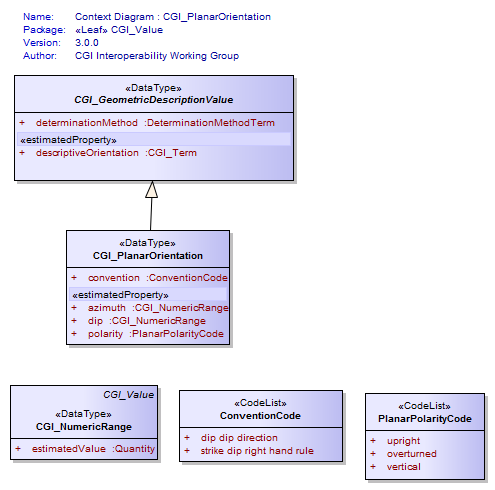 Name: Context Diagram : CGI_PlanarOrientation
Package: «Leaf» CGI_Value
Version: 3.0.0
Author: CGI Interoperability Working Group
«DataType»
CGI_GeometricDescriptionValue
+ determinationMethod :DeterminationMethodTerm
«estimatedProperty»
+ descriptiveOrientation :CGI_Term
«DataType»
CGI_PlanarOrientation
+ convention :ConventionCode
«estimatedProperty»
+ azimuth :CGI_NumericRange
+ dip :CGI_NumericRange
+ polarity :PlanarPolarityCode
CGI_Value
«DataType»
CGI_NumericRange
+ estimatedValue :Quantity
«CodeList»
ConventionCode
+ dip dip direction
+ strike dip right hand rule
«CodeList»
PlanarPolarityCode
+ upright
+ overturned
+ vertical